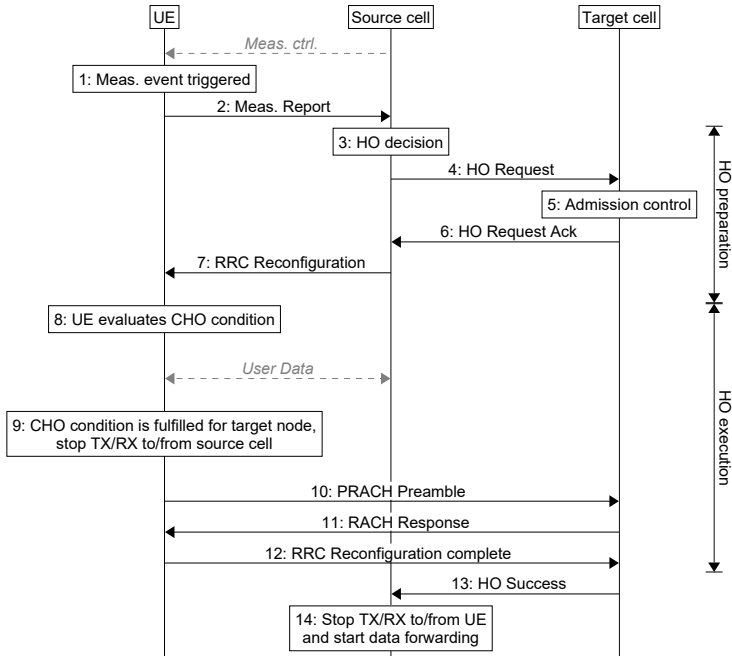 UE
Source cell
Target cell
Meas. ctrl.
1: Meas. event triggered
2: Meas. Report
3: HO decision
4: HO Request
5: Admission control
6: HO Request Ack
7: RRC Reconfiguration
HO preparation
8: UE evaluates CHO condition
User Data
9: CHO condition is fulfilled for target node,
stop TX/RX to/from source cell
HO execution
10: PRACH Preamble
11: RACH Response
12: RRC Reconfiguration complete
13: HO Success
14: Stop TX/RX to/from UE
and start data forwarding